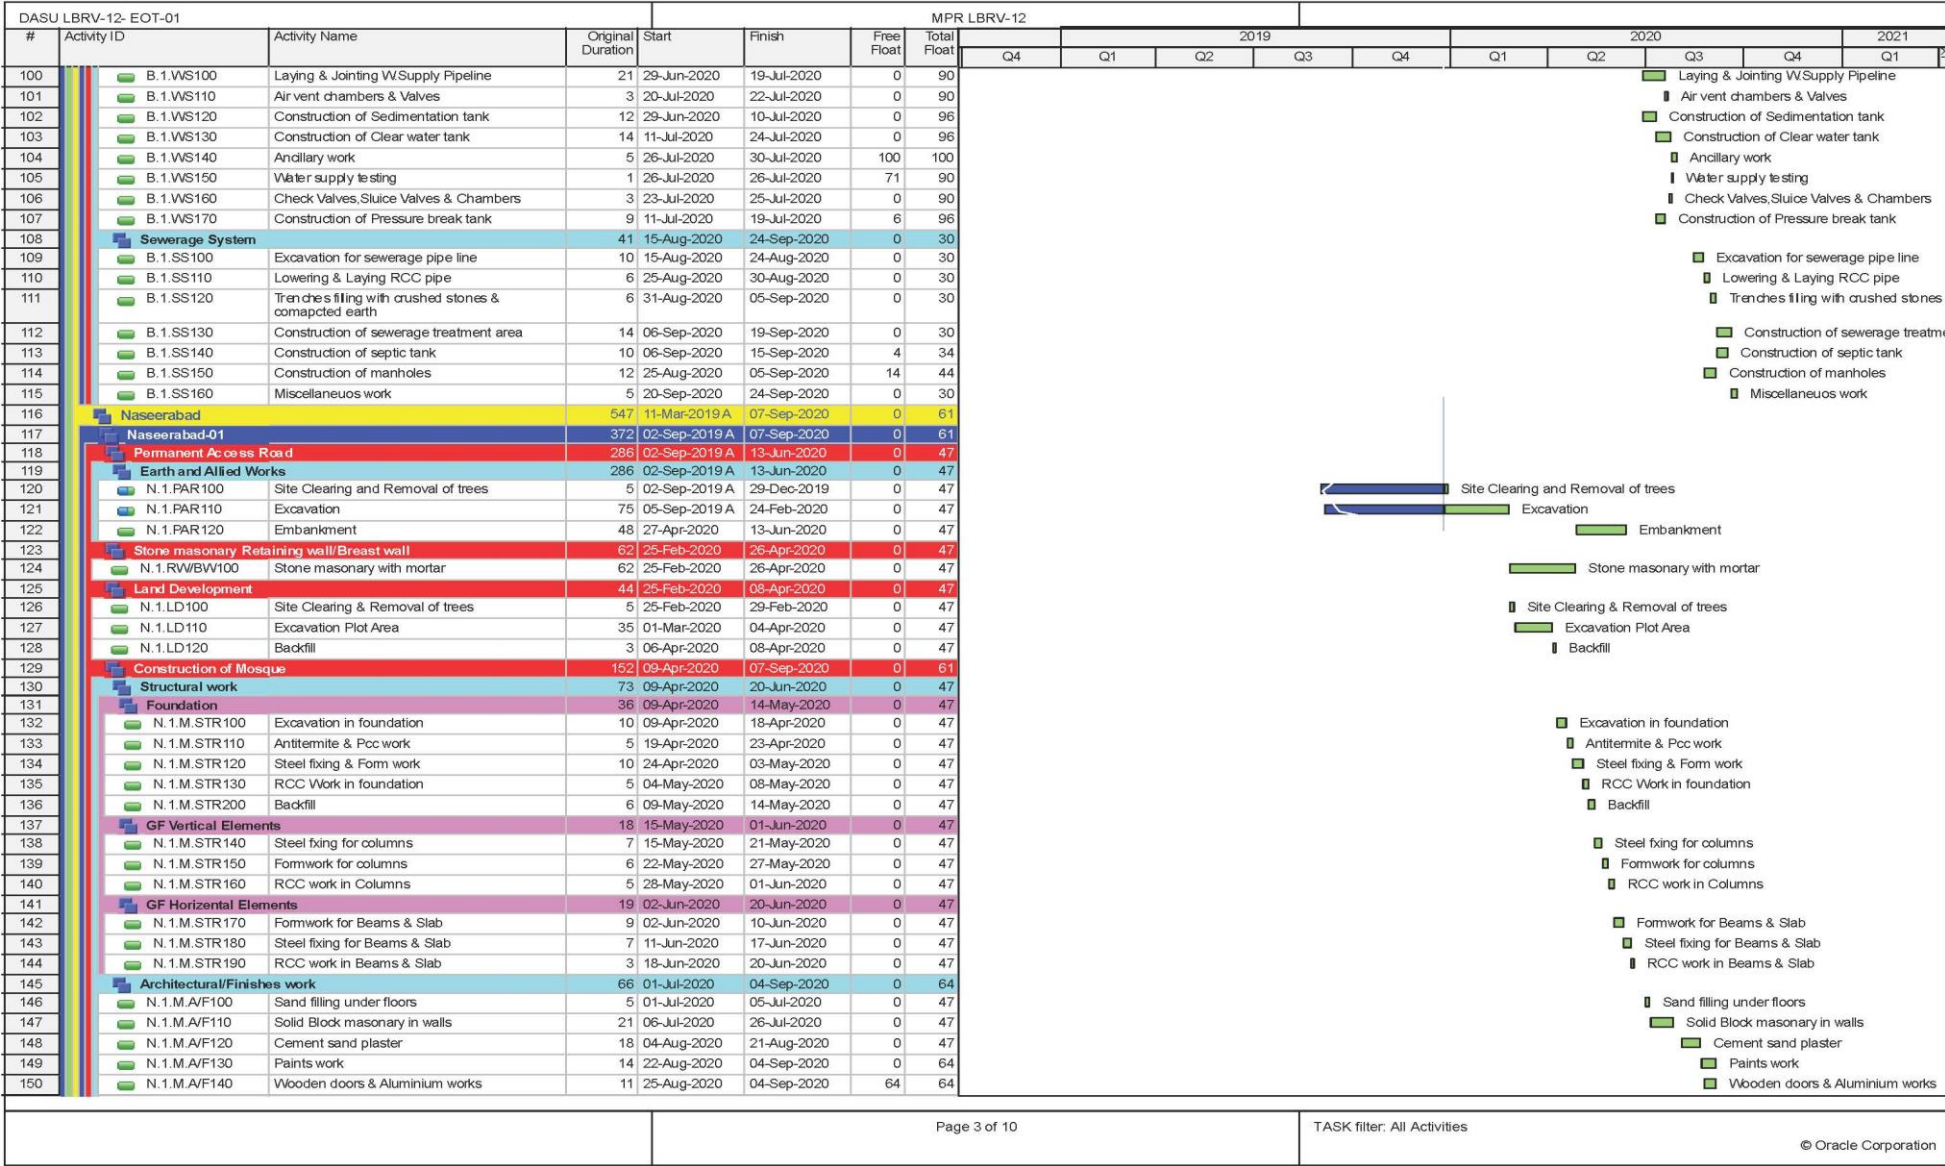 DASU LBRV-12- EOT-01 MPR LBRV-12
# Activity ID Activity Name Original Duration Start Finish Free Float Total Float 2019 2020 2021
Q4 Q1 Q2 Q3 Q4 Q1 Q2 Q3 Q4 Q1
100 B.1.WS100 Laying & Jointing W.Supply Pipeline 21 29-Jun-2020 19-Jul-2020 0 90 Laying & Jointing W.Supply Pipeline
101 B.1.WS110 Air vent chambers & Valves 3 20-Jul-2020 22-Jul-2020 0 90 Air vent chambers & Valves
102 B.1.WS120 Construction of Sedimentation tank 12 29-Jun-2020 10-Jul-2020 0 96 Construction of Sedimentation tank
103 B.1.WS130 Construction of Clear water tank 14 11-Jul-2020 24-Jul-2020 0 96 Construction of Clear water tank
104 B.1.WS140 Ancillary work 5 26-Jul-2020 30-Jul-2020 100 100 Ancillary work
105 B.1.WS150 Water supply testing 1 26-Jul-2020 26-Jul-2020 71 90 Water supply testing
106 B.1.WS160 Check Valves,Sluice Valves & Chambers 3 23-Jul-2020 25-Jul-2020 0 90 Check Valves,Sluice Valves & Chambers
107 B.1.WS170 Construction of Pressure break tank 9 11-Jul-2020 19-Jul-2020 6 96 Construction of Pressure break tank
108 Sewerage System 41 15-Aug-2020 24-Sep-2020 0 30
109 B.1.SS100 Excavation for sewerage pipe line 10 15-Aug-2020 24-Aug-2020 0 30 Excavation for sewerage pipe line
110 B.1.SS110 Lowering & Laying RCC pipe 6 25-Aug-2020 30-Aug-2020 0 30 Lowering & Laying RCC pipe
111 B.1.SS120 Trenches filling with crushed stones & 6 31-Aug-2020 05-Sep-2020 0 30 Trenches filling with crushed stones
comapcted earth
112 B.1.SS130 Construction of sewerage treatment area 14 06-Sep-2020 19-Sep-2020 0 30 Construction of sewerage treatme
113 B.1.SS140 Construction of septic tank 10 06-Sep-2020 15-Sep-2020 4 34 Construction of septic tank
114 B.1.SS150 Construction of manholes 12 25-Aug-2020 05-Sep-2020 14 44 Construction of manholes
115 B.1.SS160 Miscellaneuos work 5 20-Sep-2020 24-Sep-2020 0 30 Miscellaneuos work
116 Naseerabad 547 11-Mar-2019 A 07-Sep-2020 0 61
117 Naseerabad-01 372 02-Sep-2019 A 07-Sep-2020 0 61
118 Permanent Access Road 286 02-Sep-2019 A 13-Jun-2020 0 47
119 Earth and Allied Works 286 02-Sep-2019 A 13-Jun-2020 0 47
120 N.1.PAR100 Site Clearing and Removal of trees 5 02-Sep-2019 A 29-Dec-2019 0 47 Site Clearing and Removal of trees
121 N.1.PAR110 Excavation 75 05-Sep-2019 A 24-Feb-2020 0 47 Excavation
122 N.1.PAR120 Embankment 48 27-Apr-2020 13-Jun-2020 0 47 Embankment
123 Stone masonary Retaining wall/Breast wall 62 25-Feb-2020 26-Apr-2020 0 47
124 N.1.RW/BW100 Stone masonary with mortar 62 25-Feb-2020 26-Apr-2020 0 47 Stone masonary with mortar
125 Land Development 44 25-Feb-2020 08-Apr-2020 0 47
126 N.1.LD100 Site Clearing & Removal of trees 5 25-Feb-2020 29-Feb-2020 0 47 Site Clearing & Removal of trees
127 N.1.LD110 Excavation Plot Area 35 01-Mar-2020 04-Apr-2020 0 47 Excavation Plot Area
128 N.1.LD120 Backfill 3 06-Apr-2020 08-Apr-2020 0 47 Backfill
129 Construction of Mosque 152 09-Apr-2020 07-Sep-2020 0 61
130 Structural work 73 09-Apr-2020 20-Jun-2020 0 47
131 Foundation 36 09-Apr-2020 14-May-2020 0 47
132 N.1.M.STR100 Excavation in foundation 10 09-Apr-2020 18-Apr-2020 0 47 Excavation in foundation
133 N.1.M.STR110 Antitermite & Pcc work 5 19-Apr-2020 23-Apr-2020 0 47 Antitermite & Pcc work
134 N.1.M.STR120 Steel fixing & Form work 10 24-Apr-2020 03-May-2020 0 47 Steel fixing & Form work
135 N.1.M.STR130 RCC Work in foundation 5 04-May-2020 08-May-2020 0 47 RCC Work in foundation
136 N.1.M.STR200 Backfill 6 09-May-2020 14-May-2020 0 47 Backfill
137 GF Vertical Elements 18 15-May-2020 01-Jun-2020 0 47
138 N.1.M.STR140 Steel fxing for columns 7 15-May-2020 21-May-2020 0 47 Steel fxing for columns
139 N.1.M.STR150 Formwork for columns 6 22-May-2020 27-May-2020 0 47 Formwork for columns
140 N.1.M.STR160 RCC work in Columns 5 28-May-2020 01-Jun-2020 0 47 RCC work in Columns
141 GF Horizental Elements 19 02-Jun-2020 20-Jun-2020 0 47
142 N.1.M.STR170 Formwork for Beams & Slab 9 02-Jun-2020 10-Jun-2020 0 47 Formwork for Beams & Slab
143 N.1.M.STR180 Steel fixing for Beams & Slab 7 11-Jun-2020 17-Jun-2020 0 47 Steel fixing for Beams & Slab
144 N.1.M.STR190 RCC work in Beams & Slab 3 18-Jun-2020 20-Jun-2020 0 47 RCC work in Beams & Slab
145 Architectural/Finishes work 66 01-Jul-2020 04-Sep-2020 0 64
146 N.1.M.A/F100 Sand filling under floors 5 01-Jul-2020 05-Jul-2020 0 47 Sand filling under floors
147 N.1.M.A/F110 Solid Block masonary in walls 21 06-Jul-2020 26-Jul-2020 0 47 Solid Block masonary in walls
148 N.1.M.A/F120 Cement sand plaster 18 04-Aug-2020 21-Aug-2020 0 47 Cement sand plaster
149 N.1.M.A/F130 Paints work 14 22-Aug-2020 04-Sep-2020 0 64 Paints work
150 N.1.M.A/F140 Wooden doors & Aluminium works 11 25-Aug-2020 04-Sep-2020 64 64 Wooden doors & Aluminium works
Page 3 of 10 TASK filter: All Activities
© Oracle Corporation